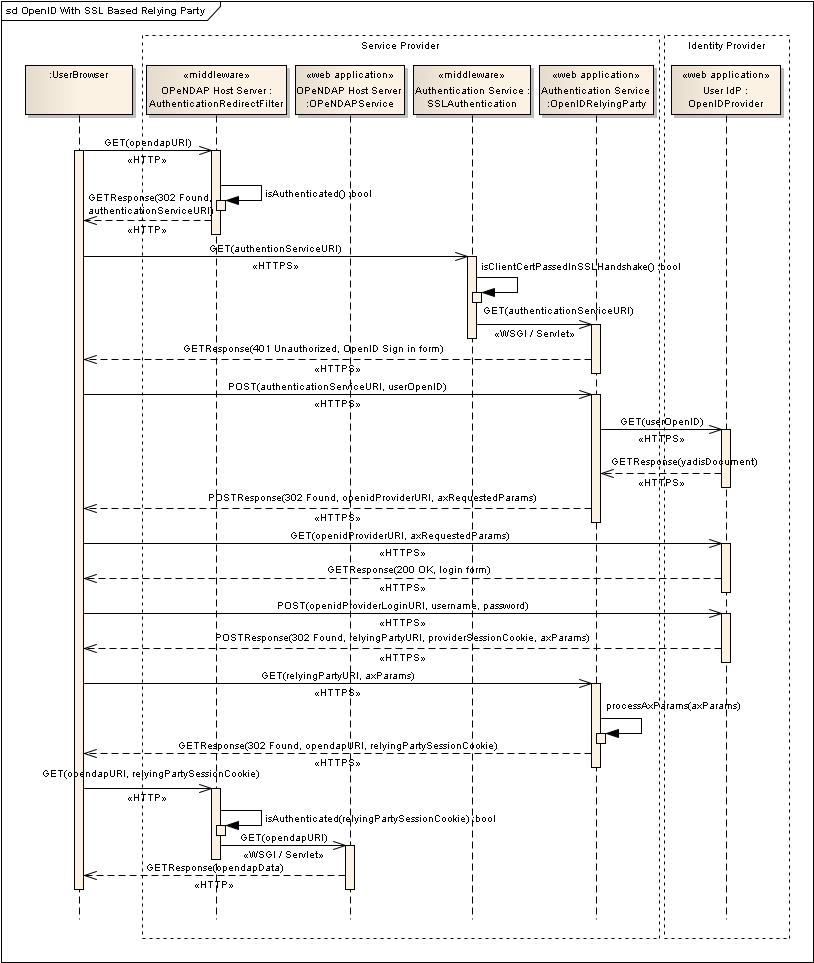 sd OpenID With SSL Based Relying Party
Service Provider
Identity Provider
:UserBrowser
«middleware»
OPeNDAP Host Server :
AuthenticationRedirectFilter
«web application»
OPeNDAP Host Server
:OPeNDAPService
«middleware»
Authentication Service :
SSLAuthentication
«web application»
Authentication Service
:OpenIDRelyingParty
«web application»
User IdP :
OpenIDProvider
GET(opendapURI)
«HTTP»
isAuthenticated() :bool
GETResponse(302 Found,
authenticationServiceURI)
«HTTP»
GET(authentionServiceURI)
«HTTPS»
isClientCertPassedInSSLHandshake() :bool
GET(authenticationServiceURI)
«WSGI / Servlet»
GETResponse(401 Unauthorized, OpenID Sign in form)
«HTTPS»
POST(authenticationServiceURI, userOpenID)
«HTTPS»
GET(userOpenID)
«HTTPS»
GETResponse(yadisDocument)
«HTTPS»
POSTResponse(302 Found, openidProviderURI, axRequestedParams)
«HTTPS»
GET(openidProviderURI, axRequestedParams)
«HTTPS»
GETResponse(200 OK, login form)
«HTTPS»
POST(openidProviderLoginURI, username, password)
«HTTPS»
POSTResponse(302 Found, relyingPartyURI, providerSessionCookie, axParams)
«HTTPS»
GET(relyingPartyURI, axParams)
«HTTPS»
processAxParams(axParams)
GETResponse(302 Found, opendapURI, relyingPartySessionCookie)
«HTTPS»
GET(opendapURI, relyingPartySessionCookie)
«HTTP»
isAuthenticated(relyingPartySessionCookie) :bool
GET(opendapURI)
«WSGI / Servlet»
GETResponse(opendapData)
«HTTP»